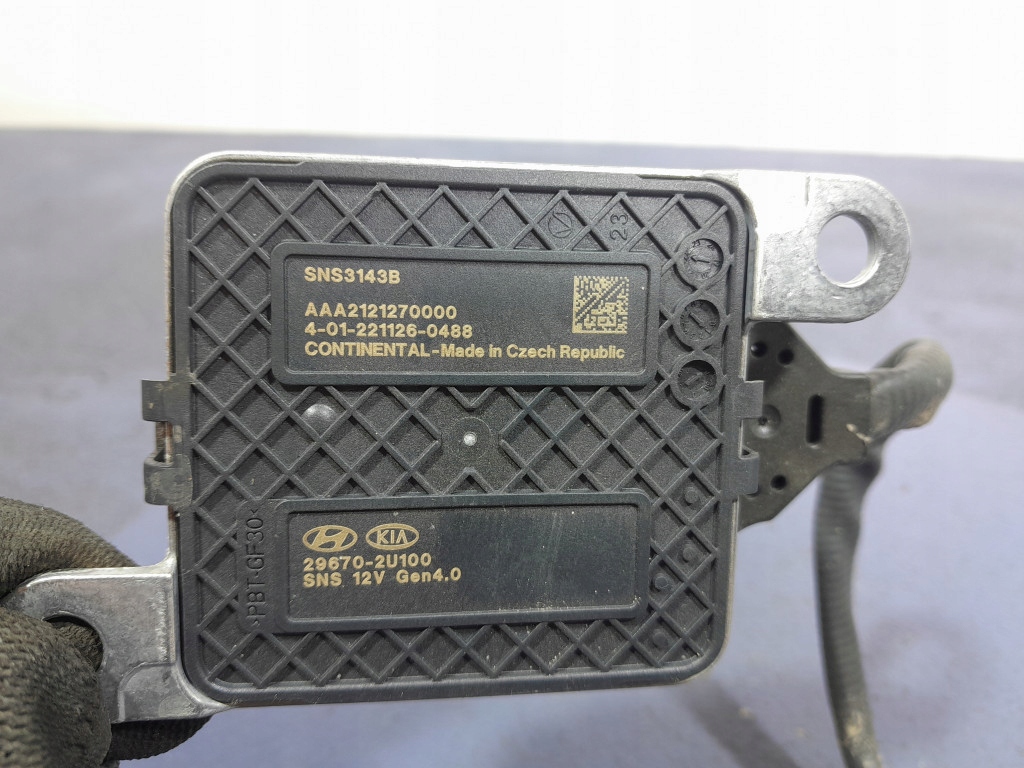 23
SNS3143B
AAA2121270000
4-01-221126-0488
CONTINENTAL-Made in Czech Republic
KIA
29670-2U100
SNS 12V Gen4.0
>PBT-GF30<